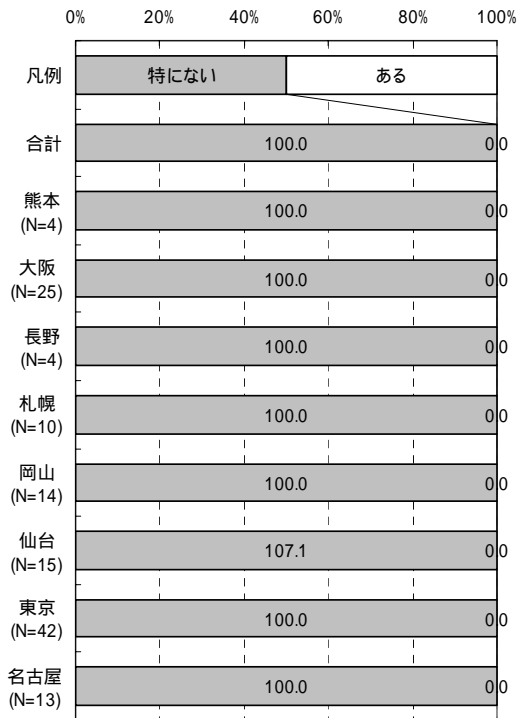 0% 20% 40% 60% 80% 100%
凡例 特にない ある
合計 100.0 0.0
熊本
(N=4) 100.0 0.0
大阪
(N=25) 100.0 0.0
長野
(N=4) 100.0 0.0
札幌
(N=10) 100.0 0.0
岡山
(N=14) 100.0 0.0
仙台
(N=15) 107.1 0.0
東京
(N=42) 100.0 0.0
名古屋
(N=13) 100.0 0.0